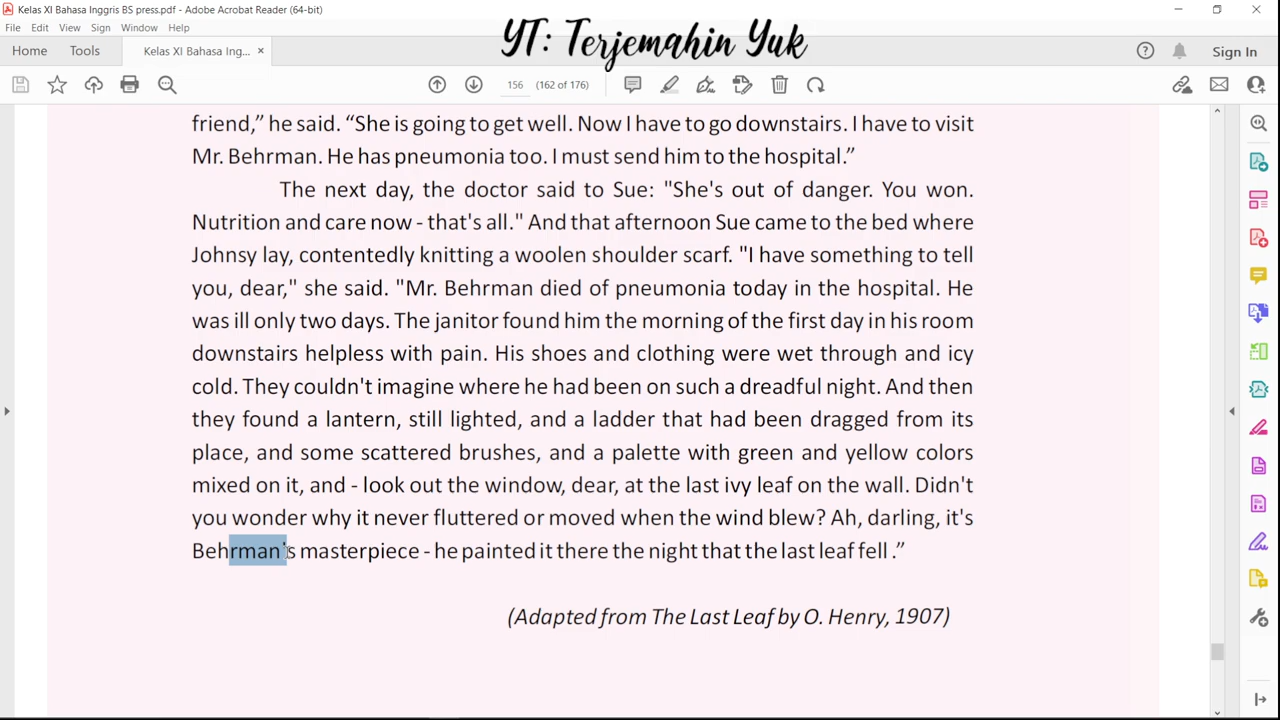 Kelas XI Bahasa Inggris BS press.pdf - Adobe Acrobat Reader (64-bit)
YT: Terjemahin Yuk
File Edit View Sign Window Help
Home Tools Kelas XI Bahasa Ing... × Sign In
156 (162 of 176)
friend,” he said. “She is going to get well. Now I have to go downstairs. I have to visit
Mr. Behrman. He has pneumonia too. I must send him to the hospital.”
The next day, the doctor said to Sue: "She's out of danger. You won.
Nutrition and care now - that's all." And that afternoon Sue came to the bed where
Johnsy lay, contentedly knitting a woolen shoulder scarf. "I have something to tell
you, dear," she said. "Mr. Behrman died of pneumonia today in the hospital. He
was ill only two days. The janitor found him the morning of the first day in his room
downstairs helpless with pain. His shoes and clothing were wet through and icy
cold. They couldn't imagine where he had been on such a dreadful night. And then
they found a lantern, still lighted, and a ladder that had been dragged from its
place, and some scattered brushes, and a palette with green and yellow colors
mixed on it, and - look out the window, dear, at the last ivy leaf on the wall. Didn't
you wonder why it never fluttered or moved when the wind blew? Ah, darling, it's
Behrman's masterpiece - he painted it there the night that the last leaf fell .”
(Adapted from The Last Leaf by O. Henry, 1907)